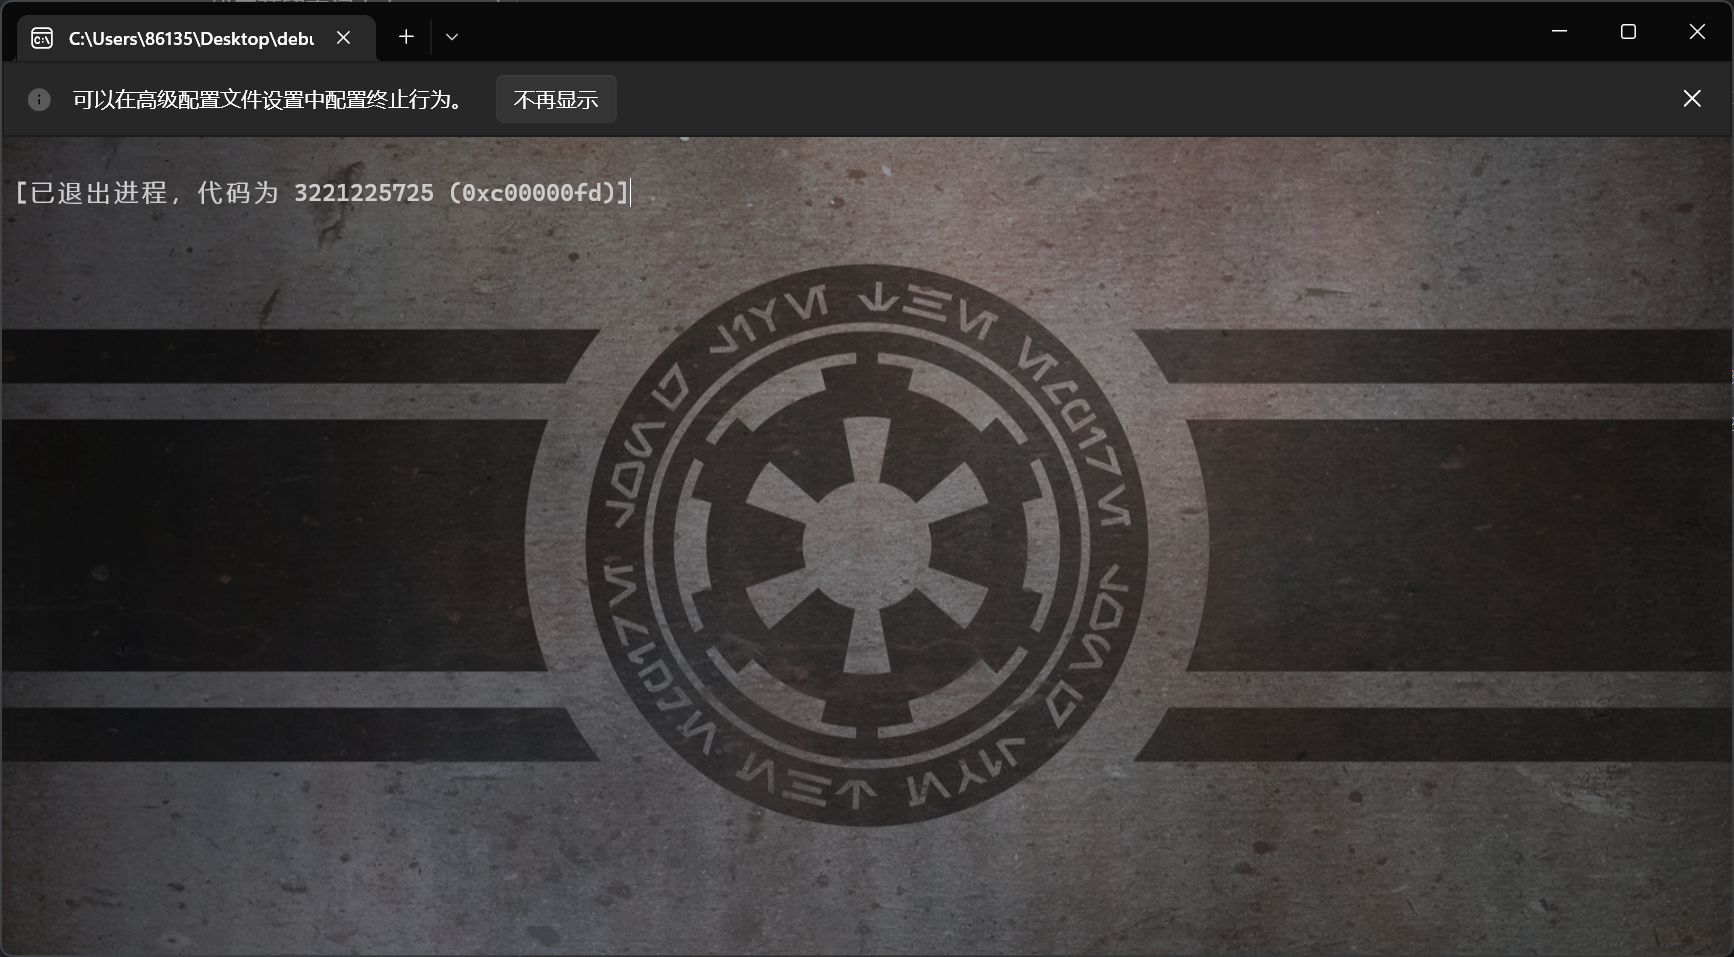 C:\Users\86135\Desktop\debu
可以在高级配置文件设置中配置终止行为。
不再显示
[已退出进程，代码为 3221225725 (0xc00000fd)]